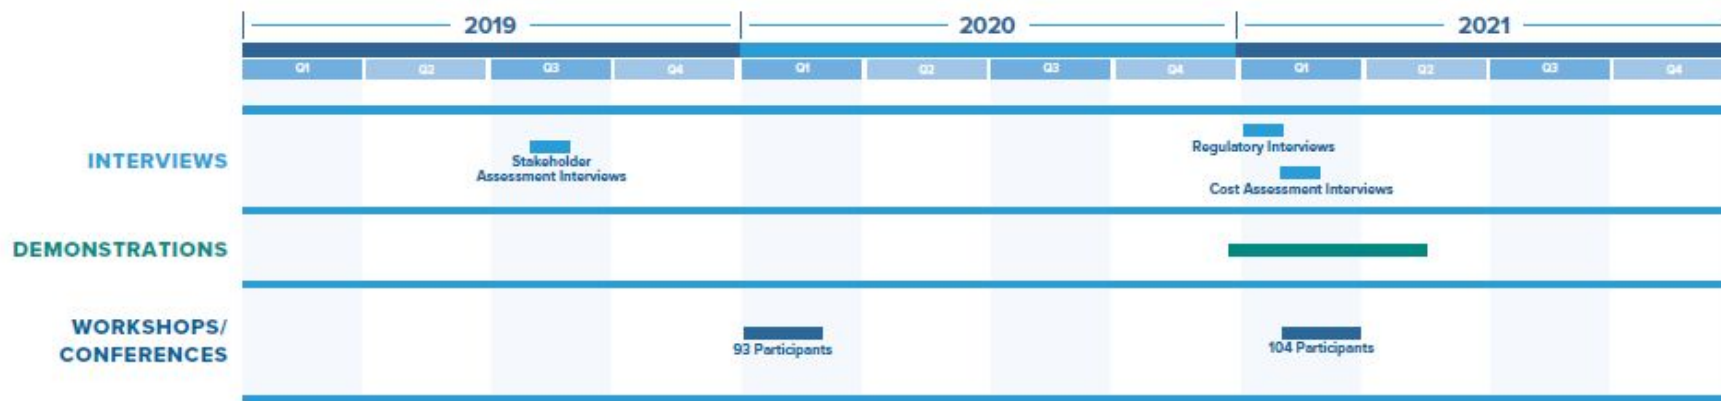 2019 2020 2021
Q1 Q2 Q3 Q4 Q1 Q2 Q3 Q4 Q1 Q2 Q3 Q4
INTERVIEWS
Stakeholder
Assessment Interviews
Regulatory Interviews
Cost Assessment Interviews
DEMONSTRATIONS
WORKSHOPS/
CONFERENCES
93 Participants
104 Participants